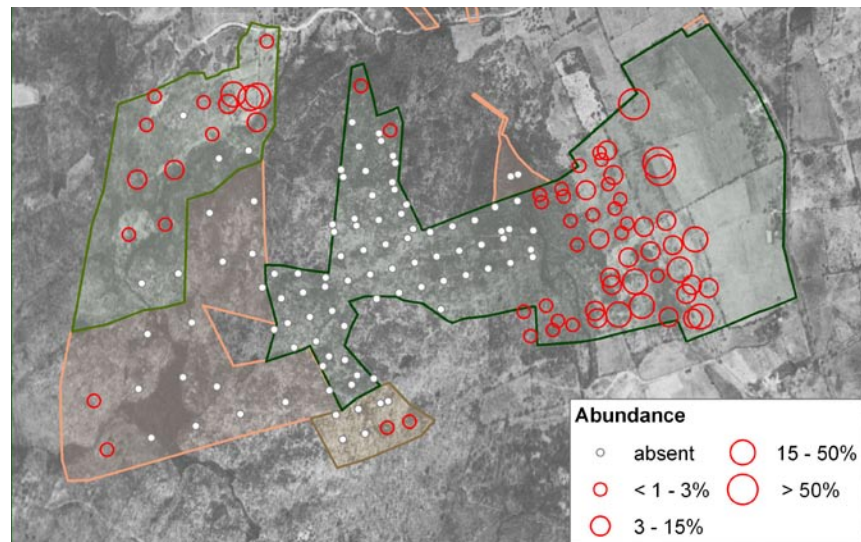 Abundance
absent
< 1 - 3%
3 - 15%
15 - 50%
> 50%